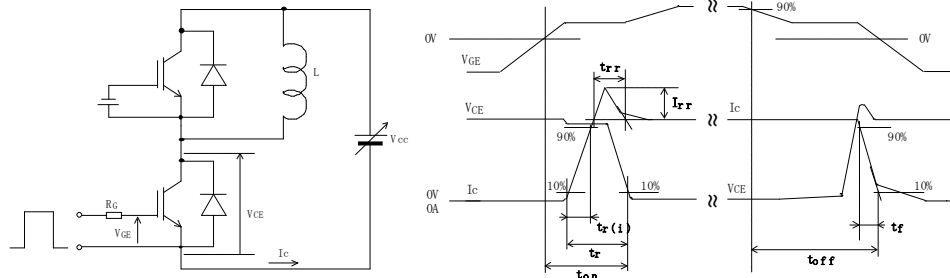 L
Vcc
RG
VGE
VCE
Ic
0V
VGE
VCE
Ic
0V
0A
90%
10%
10%
trr
Irr
tr(i)
tr
ton
90%
0V
Ic
VCE
90%
10%
tf
toff